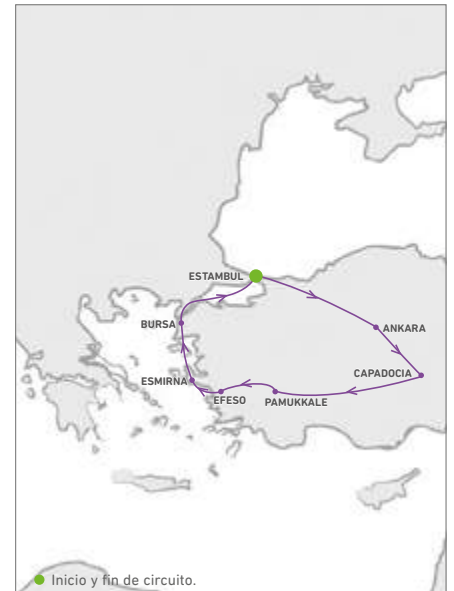 ESTAMBUL
ANKARA
BURSA
CAPADOCIA
ESMIRNA
EFESO
PAMUKKALE
Inicio y fin de circuito.